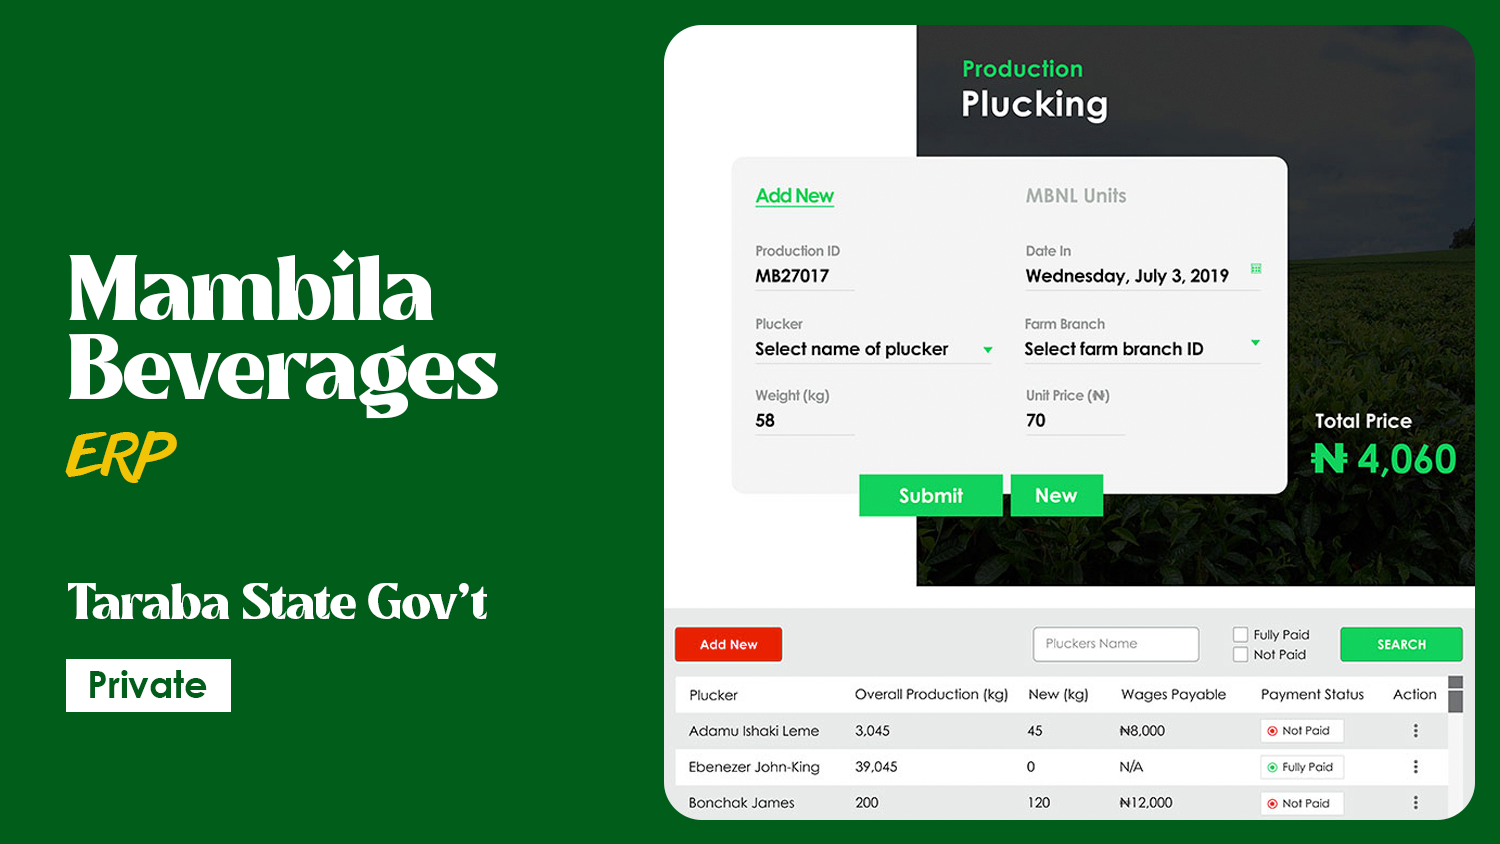 Mambila
Beverages
ERP
Taraba State Gov't
Private
Production
Plucking
Add New
MBNL Units
Production ID
MB27017
Date In
Wednesday, July 3, 2019
Plucker
Select name of plucker
Farm Branch
Select farm branch ID
Weight (kg)
58
Unit Price (₦)
70
Total Price
₦ 4,060
Submit
New
Add New
Pluckers Name
Fully Paid
Not Paid
SEARCH
Plucker Overall Production (kg) New (kg) Wages Payable Payment Status Action
Adamu Ishaki Leme 3,045 45 ₦8,000 Not Paid
Ebenezer John-King 39,045 0 N/A Fully Paid
Bonchak James 200 120 ₦12,000 Not Paid